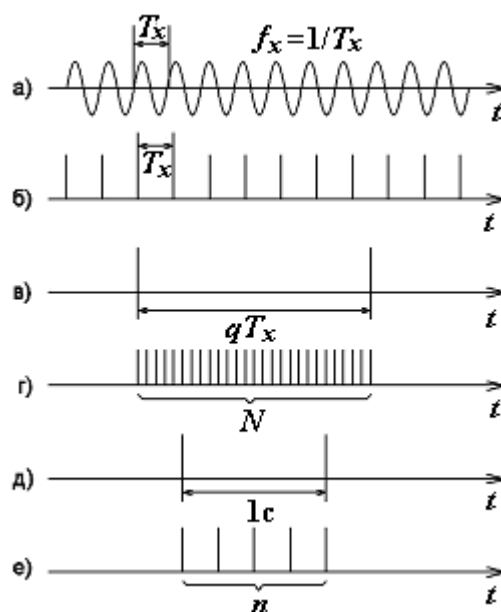 Tx fx=1/Tx
а) t
б) Tx t
в) t
qTx
г) t
N
д) t
1с
е) t
n